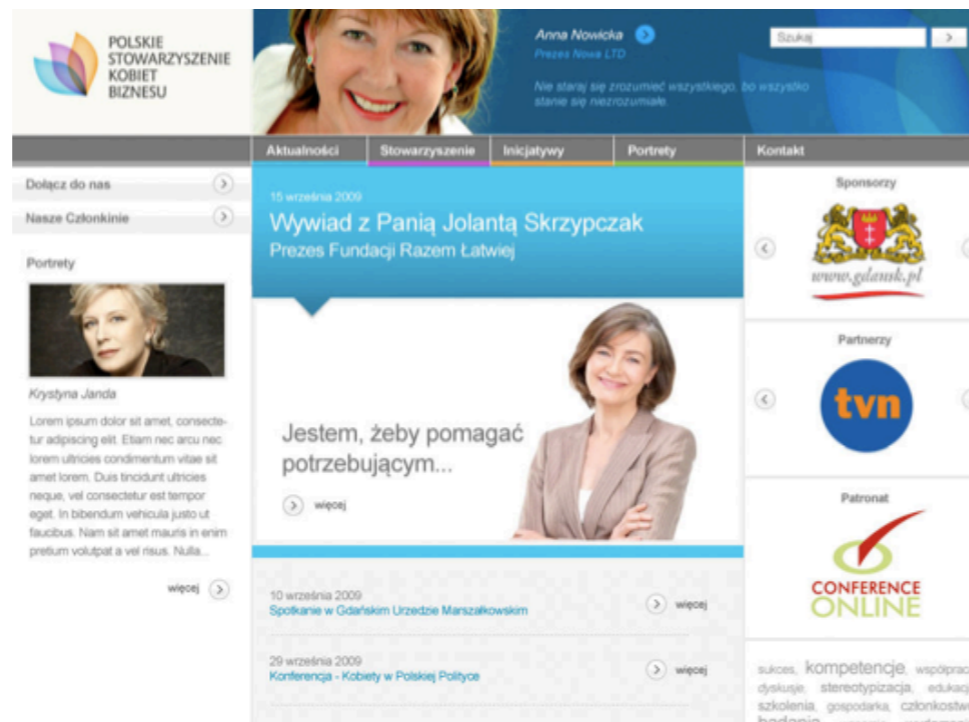 POLSKIE
STOWARZYSZENIE
KOBIET
BIZNESU
Anna Nowicka
Prezes Nowa LTD
Nie staraj się zrozumieć wszystkiego, bo wszystko
stanie się niezrozumiałe.
Szukaj
Aktualności
Stowarzyszenie
Inicjatywy
Portrety
Kontakt
Dołącz do nas
Nasze Członkinie
Portrety
Krystyna Janda
Lorem ipsum dolor sit amet, consecte-
tur adipiscing elit. Etiam nec arcu nec
lorem ultricies condimentum vitae sit
amet lorem. Duis tincidunt ultricies
neque, vel consectetur est tempor
eget. In bibendum vehicula justo ut
faucibus. Nam sit amet mauris in enim
pretium volutpat a vel risus. Nulla...
więcej
15 września 2009
Wywiad z Panią Jolantą Skrzypczak
Prezes Fundacji Razem Łatwiej
Jestem, żeby pomagać
potrzebującym...
więcej
10 września 2009
Spotkanie w Gdańskim Urzedzie Marszałkowskim
więcej
29 września 2009
Konferencja - Kobiety w Polskiej Polityce
więcej
Sponsorzy
www.gdansk.pl
Partnerzy
tvn
Patronat
CONFERENCE
ONLINE
sukces, kompetencje, współprac
dyskusje, stereotypizacja, edukacj
szkolenia, gospodarka, członkostw
badania